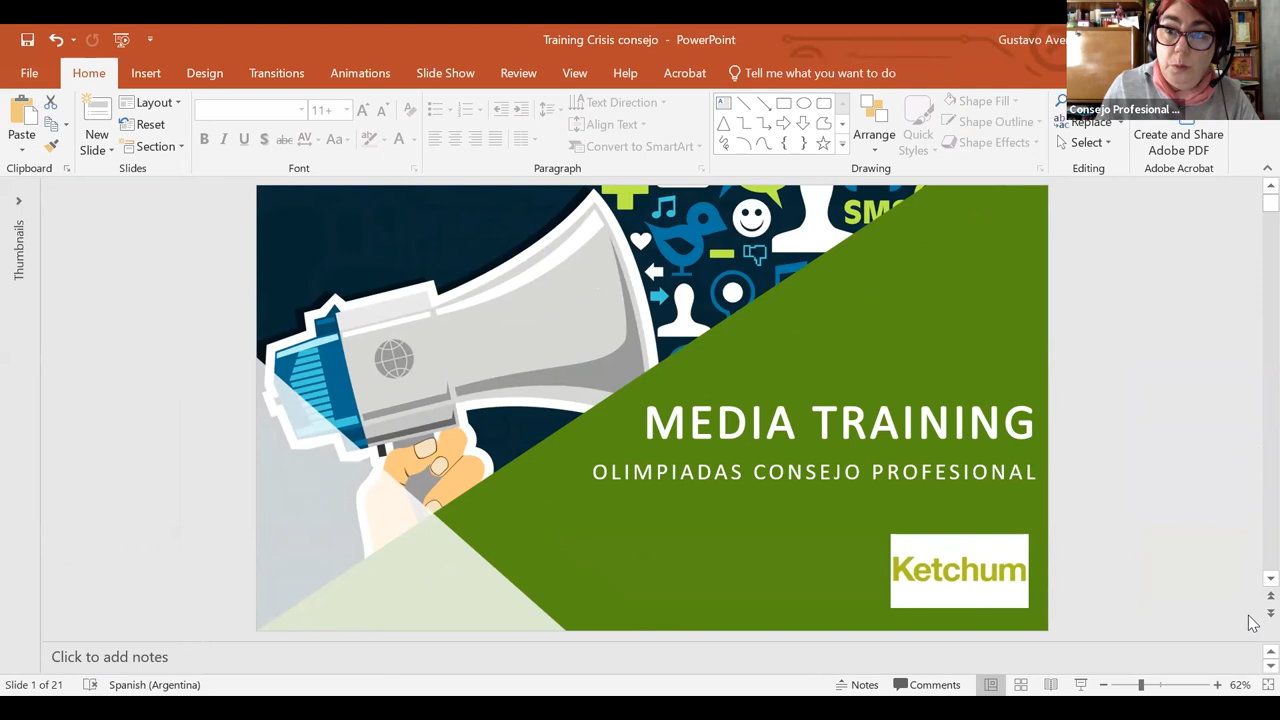 Training Crisis consejo - PowerPoint
Gustavo Ave
File Home Insert Design Transitions Animations Slide Show Review View Help Acrobat Tell me what you want to do
Consejo Profesional ...
Paste
New Slide
Layout
Reset
Section
11+
Text Direction
Align Text
Convert to SmartArt
Arrange
Quick Styles
Shape Fill
Shape Outline
Shape Effects
Replace
Select
Create and Share Adobe PDF
Clipboard Slides Font Paragraph Drawing Editing Adobe Acrobat
Thumbnails
SMS
MEDIA TRAINING
OLIMPIADAS CONSEJO PROFESIONAL
Ketchum
Click to add notes
Slide 1 of 21 Spanish (Argentina) Notes Comments 62%